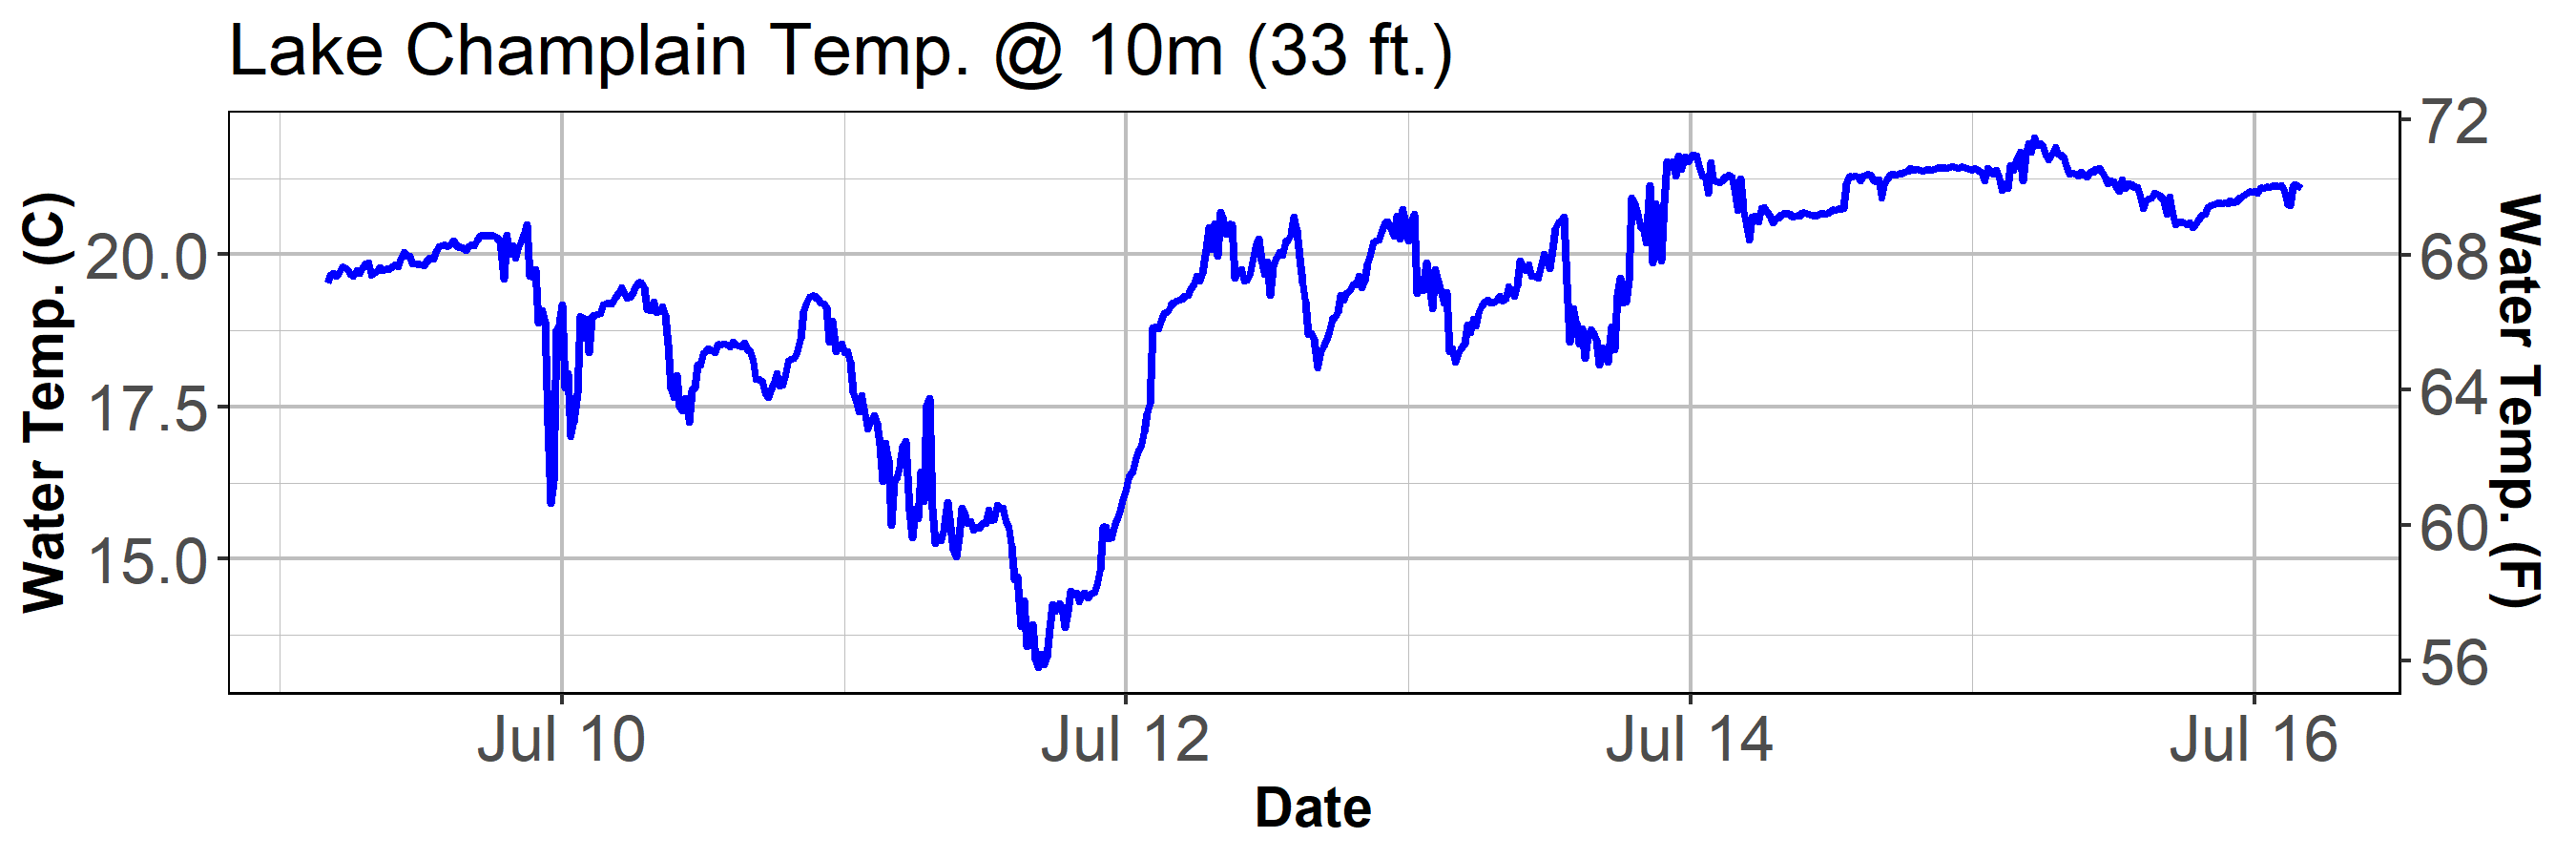 Lake Champlain Temp. @ 10m (33 ft.)
Water Temp. (C)
20.0
17.5
15.0
72
68
64
60
56
Water Temp. (F)
Jul 10
Jul 12
Jul 14
Jul 16
Date